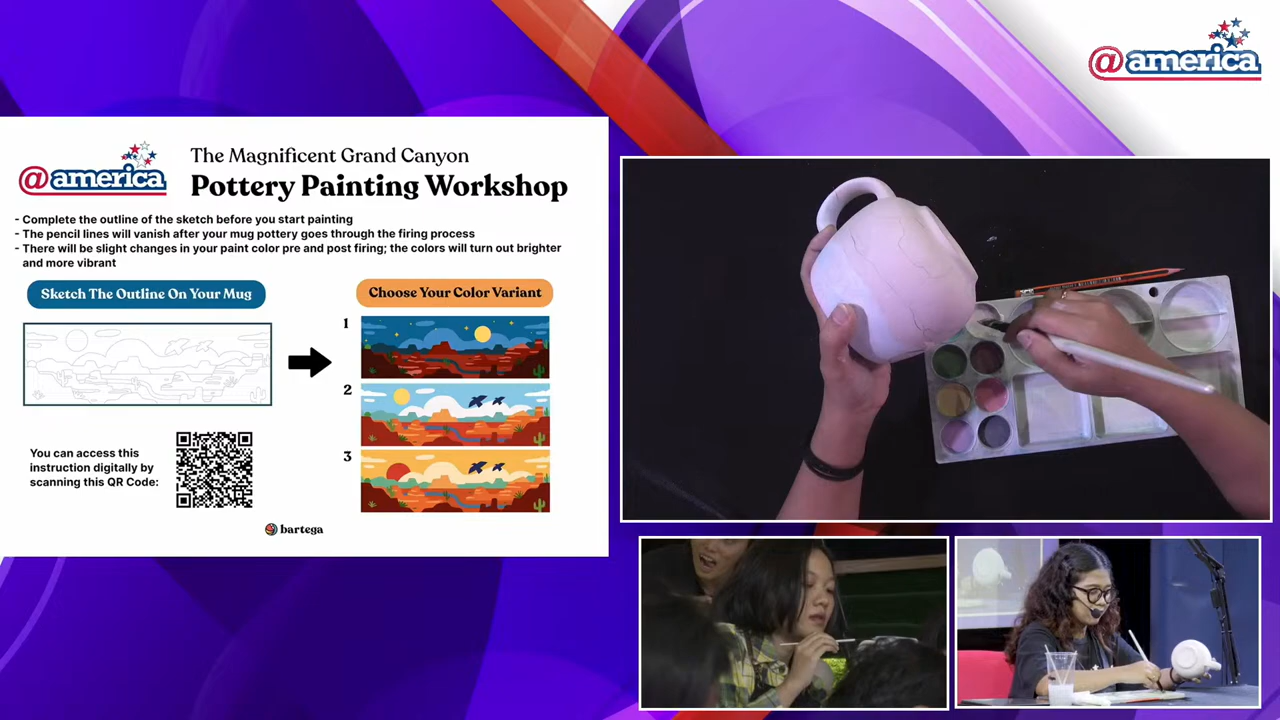 @america
@america
The Magnificent Grand Canyon
Pottery Painting Workshop
- Complete the outline of the sketch before you start painting
- The pencil lines will vanish after your mug pottery goes through the firing process
- There will be slight changes in your paint color pre and post firing; the colors will turn out brighter
and more vibrant
Sketch The Outline On Your Mug
Choose Your Color Variant
1
2
3
You can access this
instruction digitally by
scanning this QR Code:
bartega